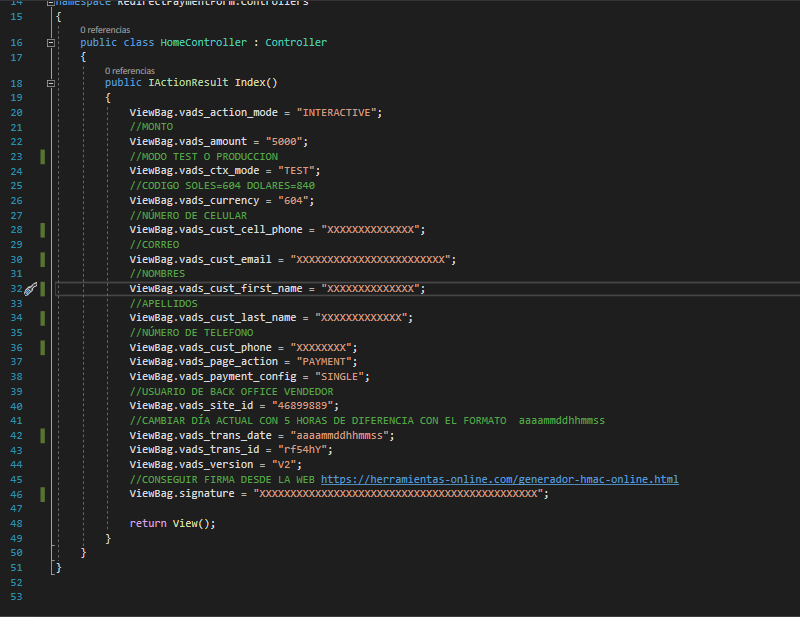 14 namespace RedirectPaymentForm.Controllers
15 {
0 referencias
16 public class HomeController : Controller
17 {
0 referencias
18 public IActionResult Index()
19 {
20 ViewBag.vads_action_mode = "INTERACTIVE";
21 //MONTO
22 ViewBag.vads_amount = "5000";
23 //MODO TEST O PRODUCCION
24 ViewBag.vads_ctx_mode = "TEST";
25 //CODIGO SOLES=604 DOLARES=840
26 ViewBag.vads_currency = "604";
27 //NÚMERO DE CELULAR
28 ViewBag.vads_cust_cell_phone = "XXXXXXXXXXXXXX";
29 //CORREO
30 ViewBag.vads_cust_email = "XXXXXXXXXXXXXXXXXXXXXXXX";
31 //NOMBRES
32 ViewBag.vads_cust_first_name = "XXXXXXXXXXXXXX";
33 //APELLIDOS
34 ViewBag.vads_cust_last_name = "XXXXXXXXXXXXX";
35 //NÚMERO DE TELEFONO
36 ViewBag.vads_cust_phone = "XXXXXXXX";
37 ViewBag.vads_page_action = "PAYMENT";
38 ViewBag.vads_payment_config = "SINGLE";
39 //USUARIO DE BACK OFFICE VENDEDOR
40 ViewBag.vads_site_id = "46899889";
41 //CAMBIAR DÍA ACTUAL CON 5 HORAS DE DIFERENCIA CON EL FORMATO  aaaammddhhmmss
42 ViewBag.vads_trans_date = "aaaammddhhmmss";
43 ViewBag.vads_trans_id = "rf54hY";
44 ViewBag.vads_version = "V2";
45 //CONSEGUIR FIRMA DESDE LA WEB https://herramientas-online.com/generador-hmac-online.html
46 ViewBag.signature = "XXXXXXXXXXXXXXXXXXXXXXXXXXXXXXXXXXXXXXXXXXXXX";
47
48 return View();
49 }
50 }
51 }
52
53